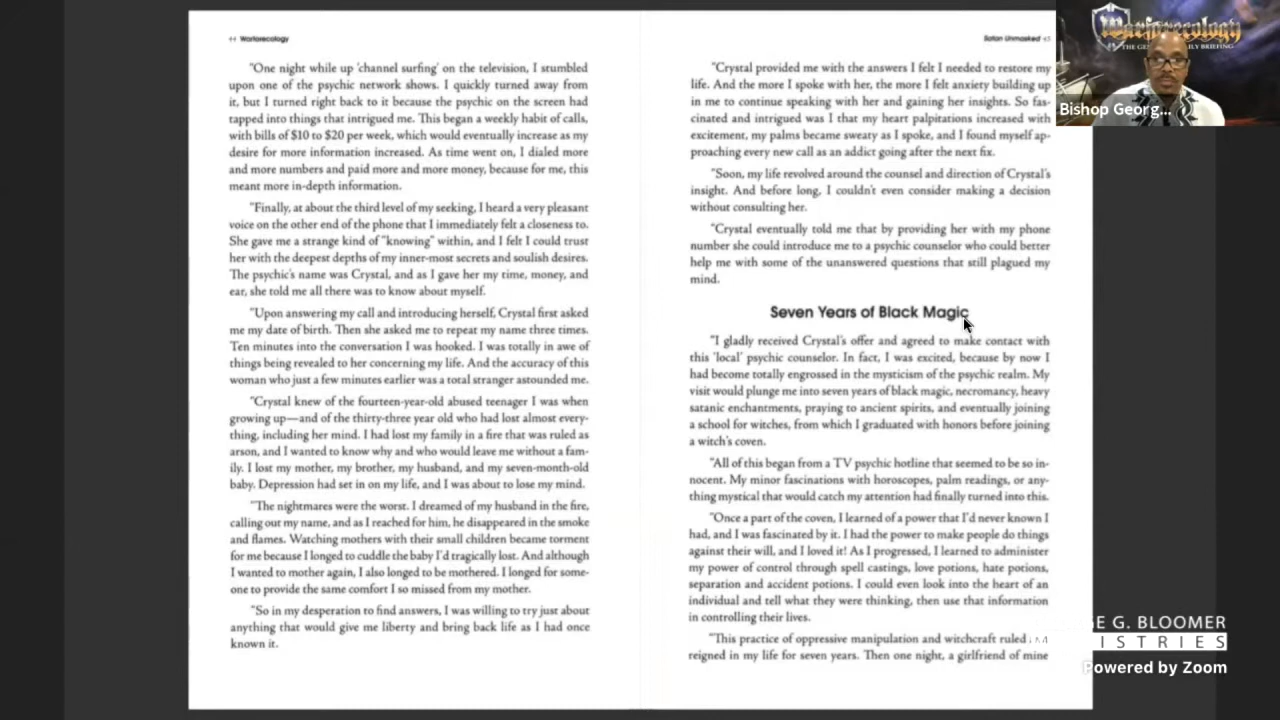 44 Warfarecology
"One night while up 'channel surfing' on the television, I stumbled
upon one of the psychic network shows. I quickly turned away from
it, but I turned right back to it because the psychic on the screen had
tapped into things that intrigued me. This began a weekly habit of calls,
with bills of $10 to $20 per week, which would eventually increase as my
desire for more information increased. As time went on, I dialed more
and more numbers and paid more and more money, because for me, this
meant more in-depth information.
"Finally, at about the third level of my seeking, I heard a very pleasant
voice on the other end of the phone that I immediately felt a closeness to.
She gave me a strange kind of "knowing" within, and I felt I could trust
her with the deepest depths of my inner-most secrets and soulish desires.
The psychic's name was Crystal, and as I gave her my time, money, and
ear, she told me all there was to know about myself.
"Upon answering my call and introducing herself, Crystal first asked
me my date of birth. Then she asked me to repeat my name three times.
Ten minutes into the conversation I was hooked. I was totally in awe of
things being revealed to her concerning my life. And the accuracy of this
woman who just a few minutes earlier was a total stranger astounded me.
"Crystal knew of the fourteen-year-old abused teenager I was when
growing up—and of the thirty-three year old who had lost almost every-
thing, including her mind. I had lost my family in a fire that was ruled as
arson, and I wanted to know why and who would leave me without a fam-
ily. I lost my mother, my brother, my husband, and my seven-month-old
baby. Depression had set in on my life, and I was about to lose my mind.
"The nightmares were the worst. I dreamed of my husband in the fire,
calling out my name, and as I reached for him, he disappeared in the smoke
and flames. Watching mothers with their small children became torment
for me because I longed to cuddle the baby I'd tragically lost. And although
I wanted to mother again, I also longed to be mothered. I longed for some-
one to provide the same comfort I so missed from my mother.
"So in my desperation to find answers, I was willing to try just about
anything that would give me liberty and bring back life as I had once
known it.
Satan Unmasked
"Crystal provided me with the answers I felt I needed to restore my
life. And the more I spoke with her, the more I felt anxiety building up
in me to continue speaking with her and gaining her insights. So fas-
cinated and intrigued was I that my heart palpitations increased with
excitement, my palms became sweaty as I spoke, and I found myself ap-
proaching every new call as an addict going after the next fix.
"Soon, my life revolved around the counsel and direction of Crystal's
insight. And before long, I couldn't even consider making a decision
without consulting her.
"Crystal eventually told me that by providing her with my phone
number she could introduce me to a psychic counselor who could better
help me with some of the unanswered questions that still plagued my
mind.
Seven Years of Black Magic
"I gladly received Crystal's offer and agreed to make contact with
this 'local' psychic counselor. In fact, I was excited, because by now I
had become totally engrossed in the mysticism of the psychic realm. My
visit would plunge me into seven years of black magic, necromancy, heavy
satanic enchantments, praying to ancient spirits, and eventually joining
a school for witches, from which I graduated with honors before joining
a witch's coven.
"All of this began from a TV psychic hotline that seemed to be so in-
nocent. My minor fascinations with horoscopes, palm readings, or any-
thing mystical that would catch my attention had finally turned into this.
"Once a part of the coven, I learned of a power that I'd never known I
had, and I was fascinated by it. I had the power to make people do things
against their will, and I loved it! As I progressed, I learned to administer
my power of control through spell castings, love potions, hate potions,
separation and accident potions. I could even look into the heart of an
individual and tell what they were thinking, then use that information
in controlling their lives.
"This practice of oppressive manipulation and witchcraft ruled
reigned in my life for seven years. Then one night, a girlfriend of mine
Warfarecology
THE GE LY BRIEFING
Bishop Georg...
E G. BLOOMER
ISTRIES
Powered by Zoom